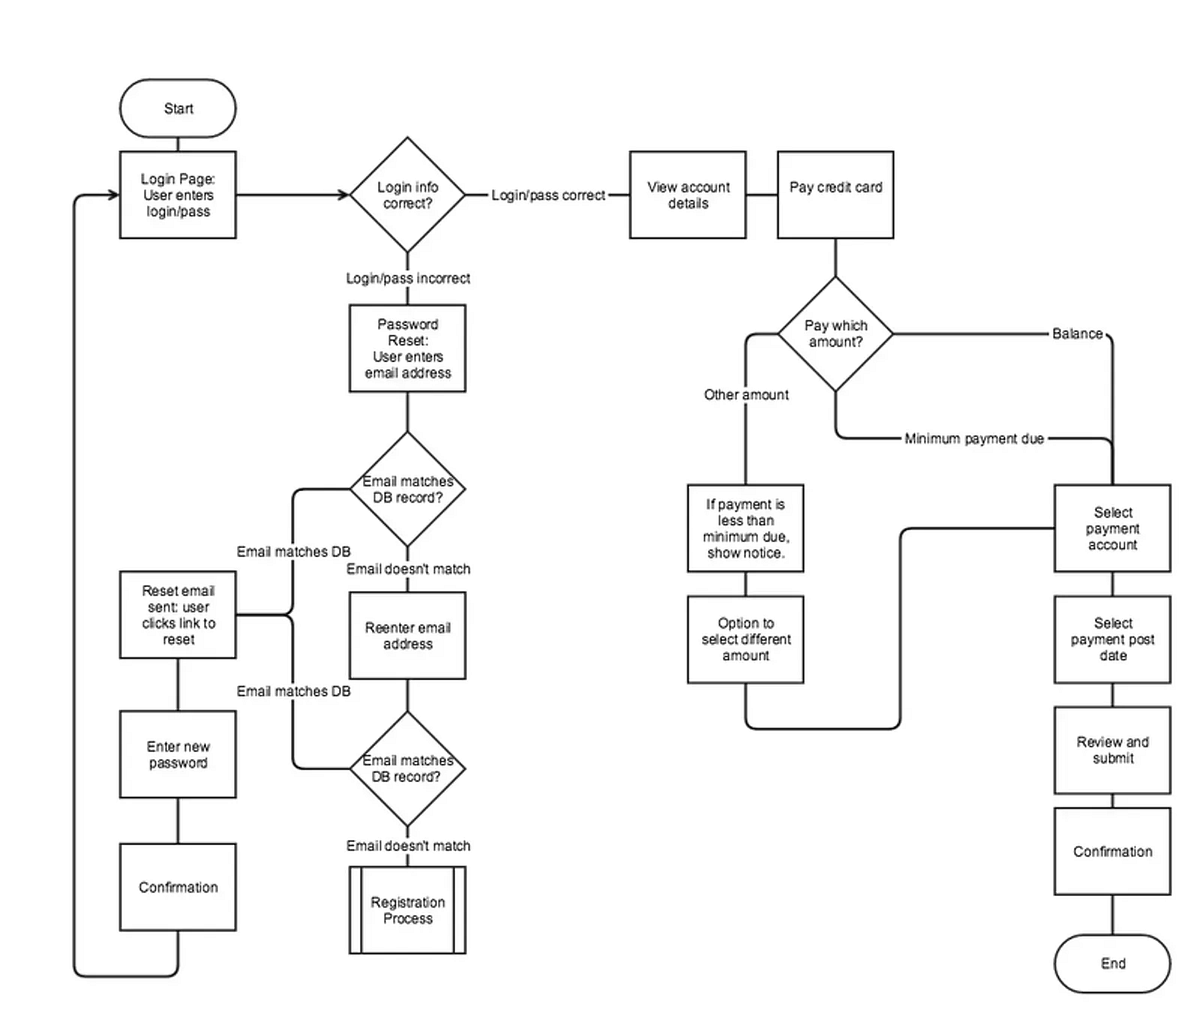 Start
Login Page:
User enters
login/pass
Login info
correct?
Login/pass correct
View account
details
Pay credit card
Login/pass incorrect
Password
Reset:
User enters
email address
Pay which
amount?
Balance
Other amount
Minimum payment due
Email matches
DB record?
Email matches DB
Email doesn't match
Reset email
sent: user
clicks link to
reset
Reenter email
address
Email matches DB
Enter new
password
Email matches
DB record?
Email doesn't match
Confirmation
Registration
Process
If payment is
less than
minimum due,
show notice.
Option to
select different
amount
Select
payment
account
Select
payment post
date
Review and
submit
Confirmation
End